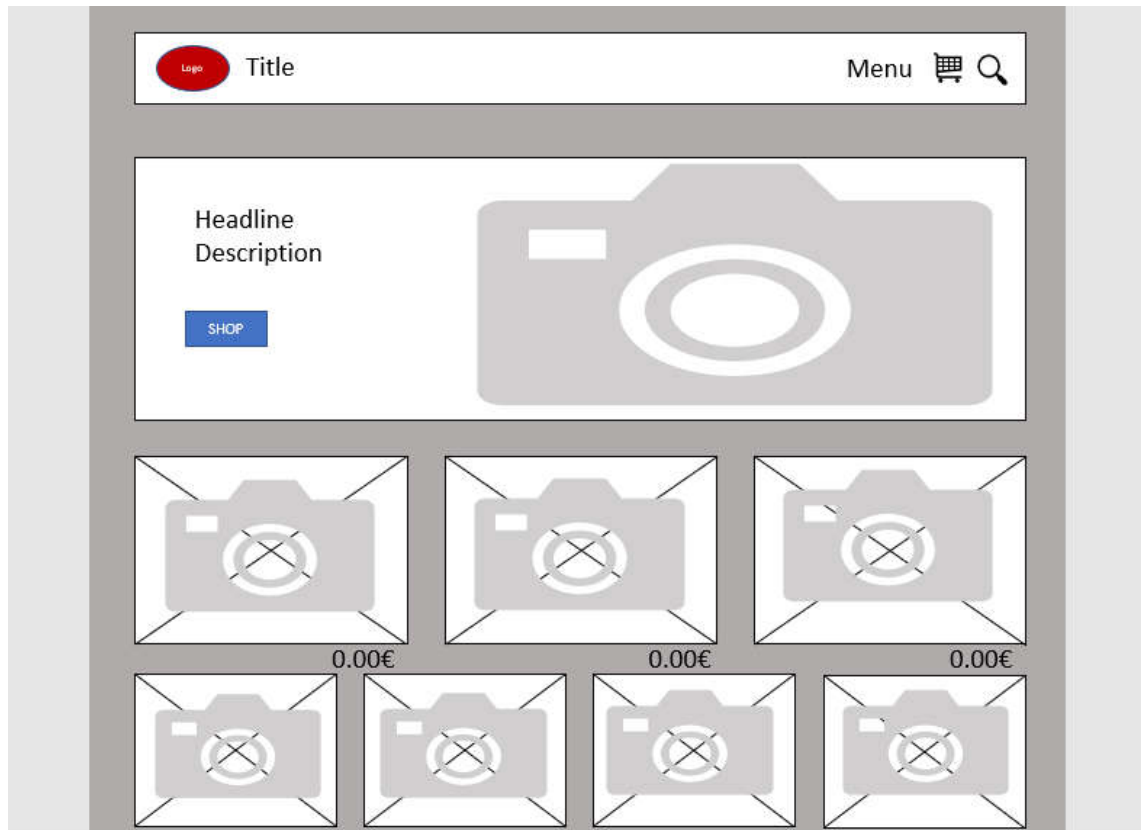 Logo
Title
Menu
Headline
Description
SHOP
0.00€
0.00€
0.00€